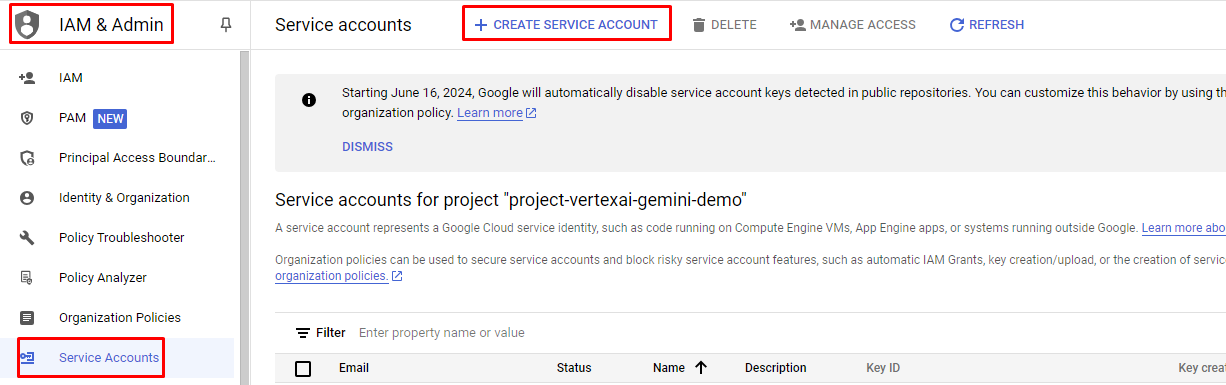 IAM & Admin
Service accounts
CREATE SERVICE ACCOUNT
DELETE
MANAGE ACCESS
REFRESH
IAM
PAM NEW
Principal Access Boundar...
Identity & Organization
Policy Troubleshooter
Policy Analyzer
Organization Policies
Service Accounts
Starting June 16, 2024, Google will automatically disable service account keys detected in public repositories. You can customize this behavior by using th
organization policy. Learn more
DISMISS
Service accounts for project "project-vertexai-gemini-demo"
A service account represents a Google Cloud service identity, such as code running on Compute Engine VMs, App Engine apps, or systems running outside Google. Learn more abo
Organization policies can be used to secure service accounts and block risky service account features, such as automatic IAM Grants, key creation/upload, or the creation of servic
organization policies.
Filter Enter property name or value
Email Status Name Description Key ID Key creat